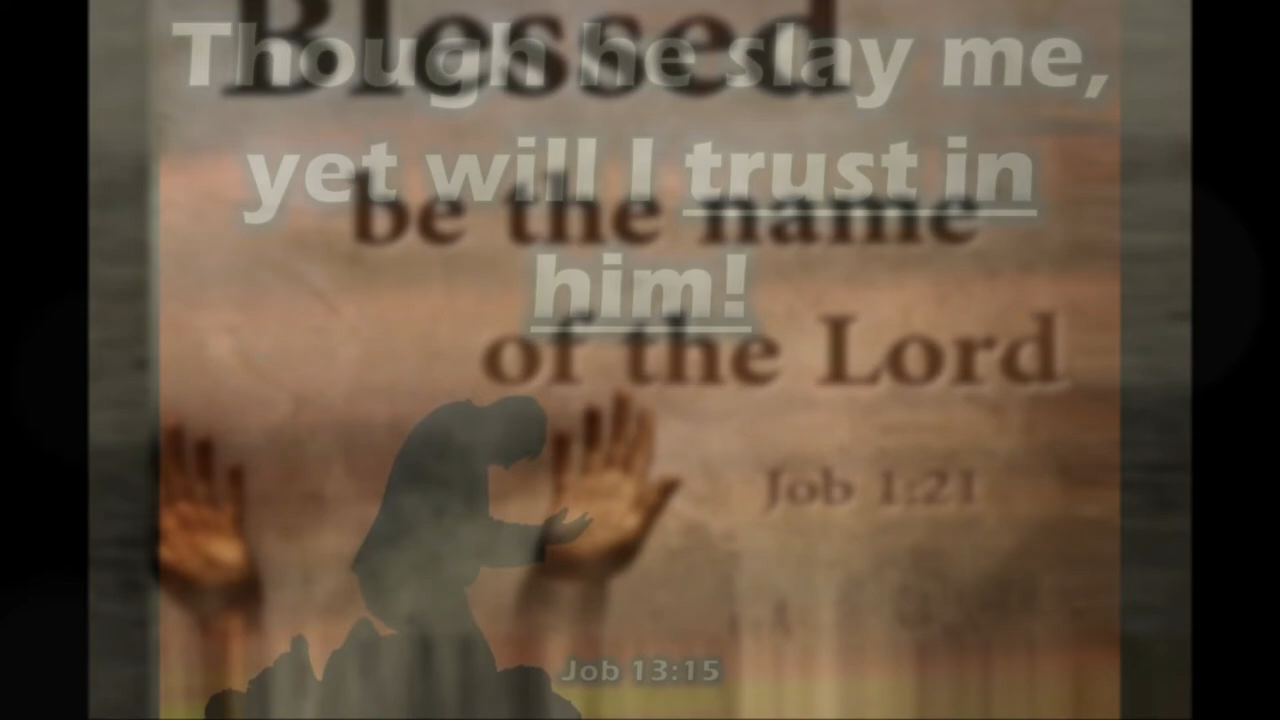 Blessed
be the name
of the Lord
Job 1:21
Though he slay me,
yet will I trust in
him!
Job 13:15